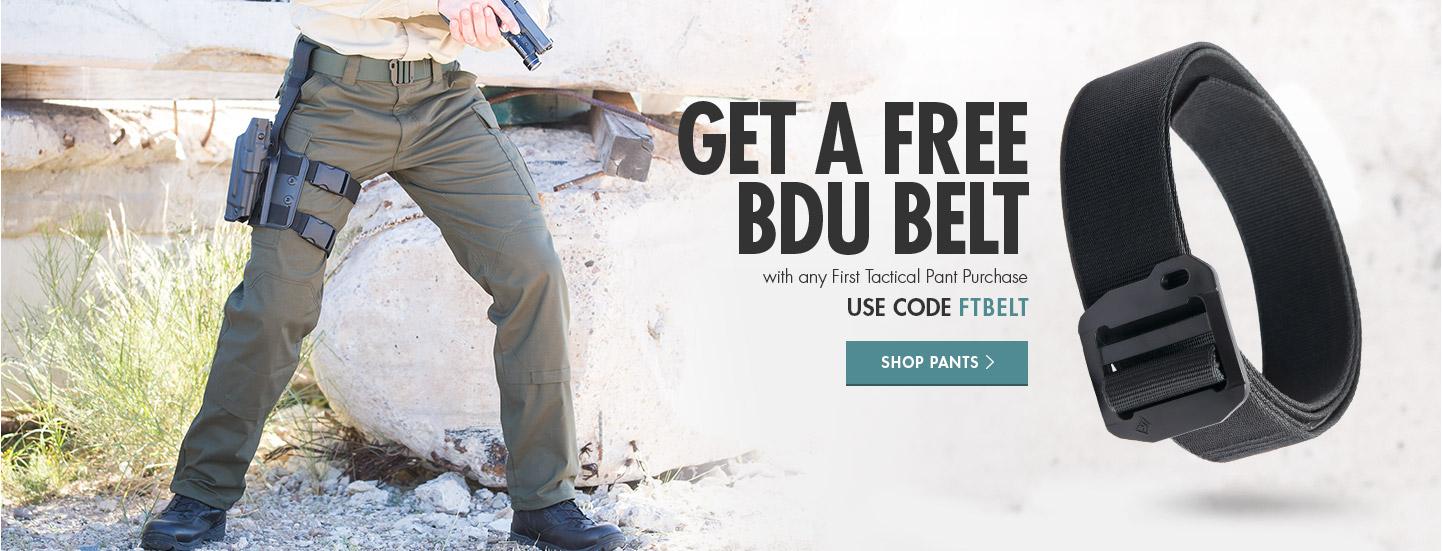 GET A FREE
BDU BELT
with any First Tactical Pant Purchase
USE CODE FTBELT
SHOP PANTS >